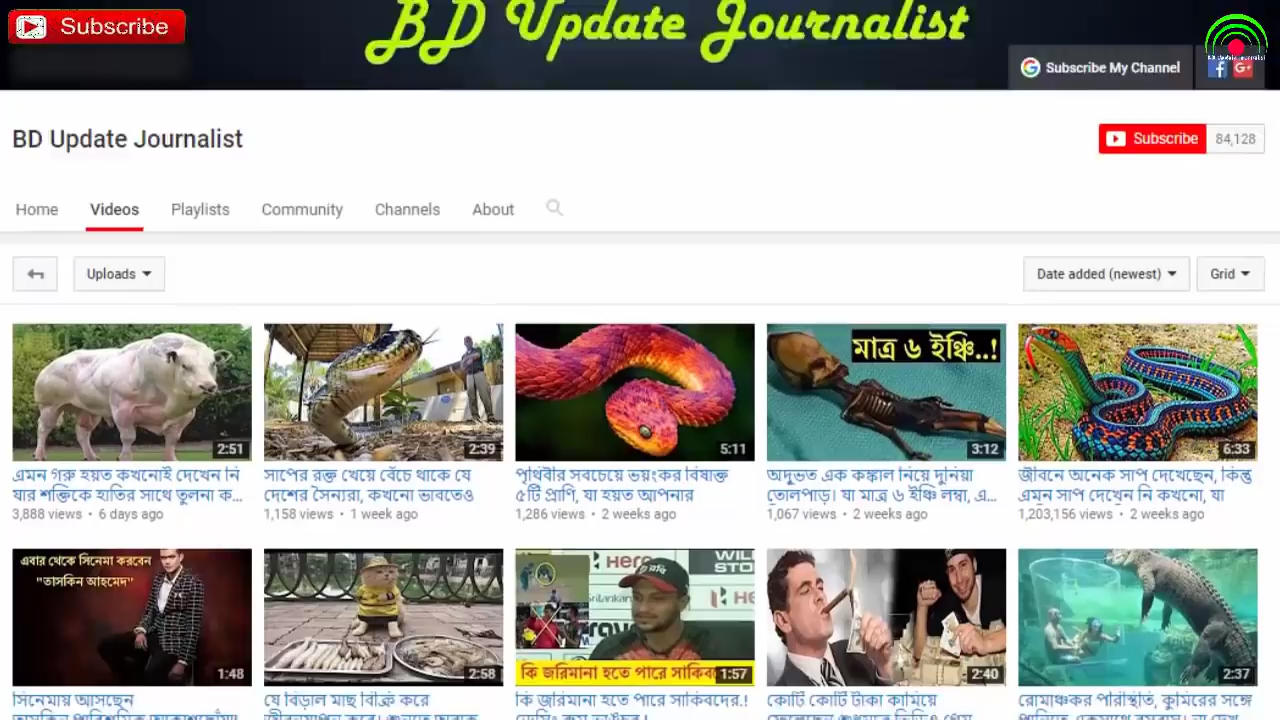 Subscribe
BD Update Journalist
Subscribe My Channel
BD Update Journalist
Subscribe 84,128
Home Videos Playlists Community Channels About
Uploads Date added (newest) Grid
মাত্র ৬ ইঞ্চি..!
2:51 2:39 5:11 3:12 6:33
এমন গরু হয়ত কখনোই দেখেন নি
যার শক্তিকে হাতির সাথে তুলনা ক...
3,888 views • 6 days ago
সাপের রক্ত খেয়ে বেঁচে থাকে যে
দেশের সৈন্যরা, কখনো ভাবতেও
1,158 views • 1 week ago
পৃথিবীর সবচেয়ে ভয়ংকর বিষাক্ত
৫টি প্রাণি, যা হয়ত আপনার
1,286 views • 2 weeks ago
অদ্ভুত এক কঙ্কাল নিয়ে দুনিয়া
তোলপাড়। যা মাত্র ৬ ইঞ্চি লম্বা, এ...
1,067 views • 2 weeks ago
জীবনে অনেক সাপ দেখেছেন, কিন্তু
এমন সাপ দেখেন নি কখনো, যা
1,203,156 views • 2 weeks ago
এবার থেকে সিনেমা করবেন
"তাসকিন আহমেদ"
1:48
2:58
Hero
WIL
STO
কি জরিমানা হতে পারে সাকিব
1:57
2:40
2:37
সিনেমায় আসছেন
যে বিড়াল মাছ বিক্রি করে
কি জরিমানা হতে পারে সাকিবদের.!
কোটি কোটি টাকা কামিয়ে
রোমাঞ্চকর পরিস্থিতি, কুমিরের সঙ্গে